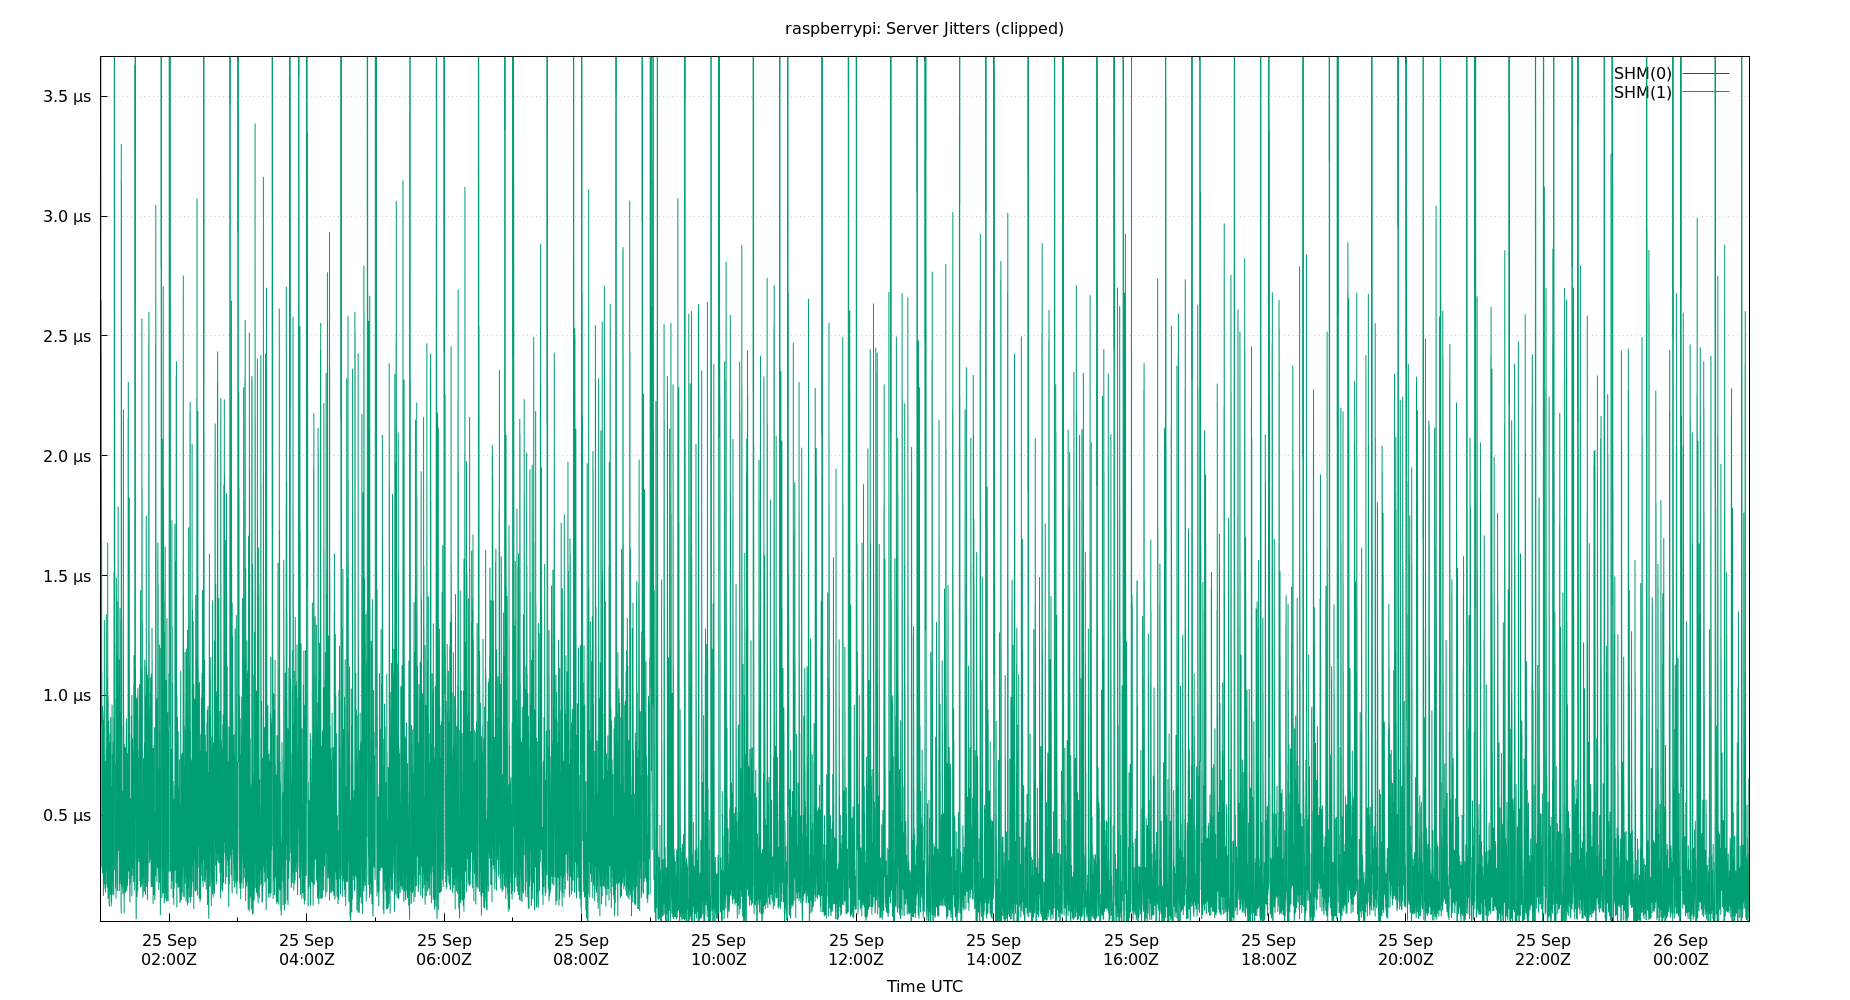 raspberrypi: Server Jitters (clipped)
SHM(0)
SHM(1)
3.5 µs
3.0 µs
2.5 µs
2.0 µs
1.5 µs
1.0 µs
0.5 µs
25 Sep 25 Sep 25 Sep 25 Sep 25 Sep 25 Sep 25 Sep 25 Sep 25 Sep 25 Sep 25 Sep 26 Sep
02:00Z 04:00Z 06:00Z 08:00Z 10:00Z 12:00Z 14:00Z 16:00Z 18:00Z 20:00Z 22:00Z 00:00Z
Time UTC